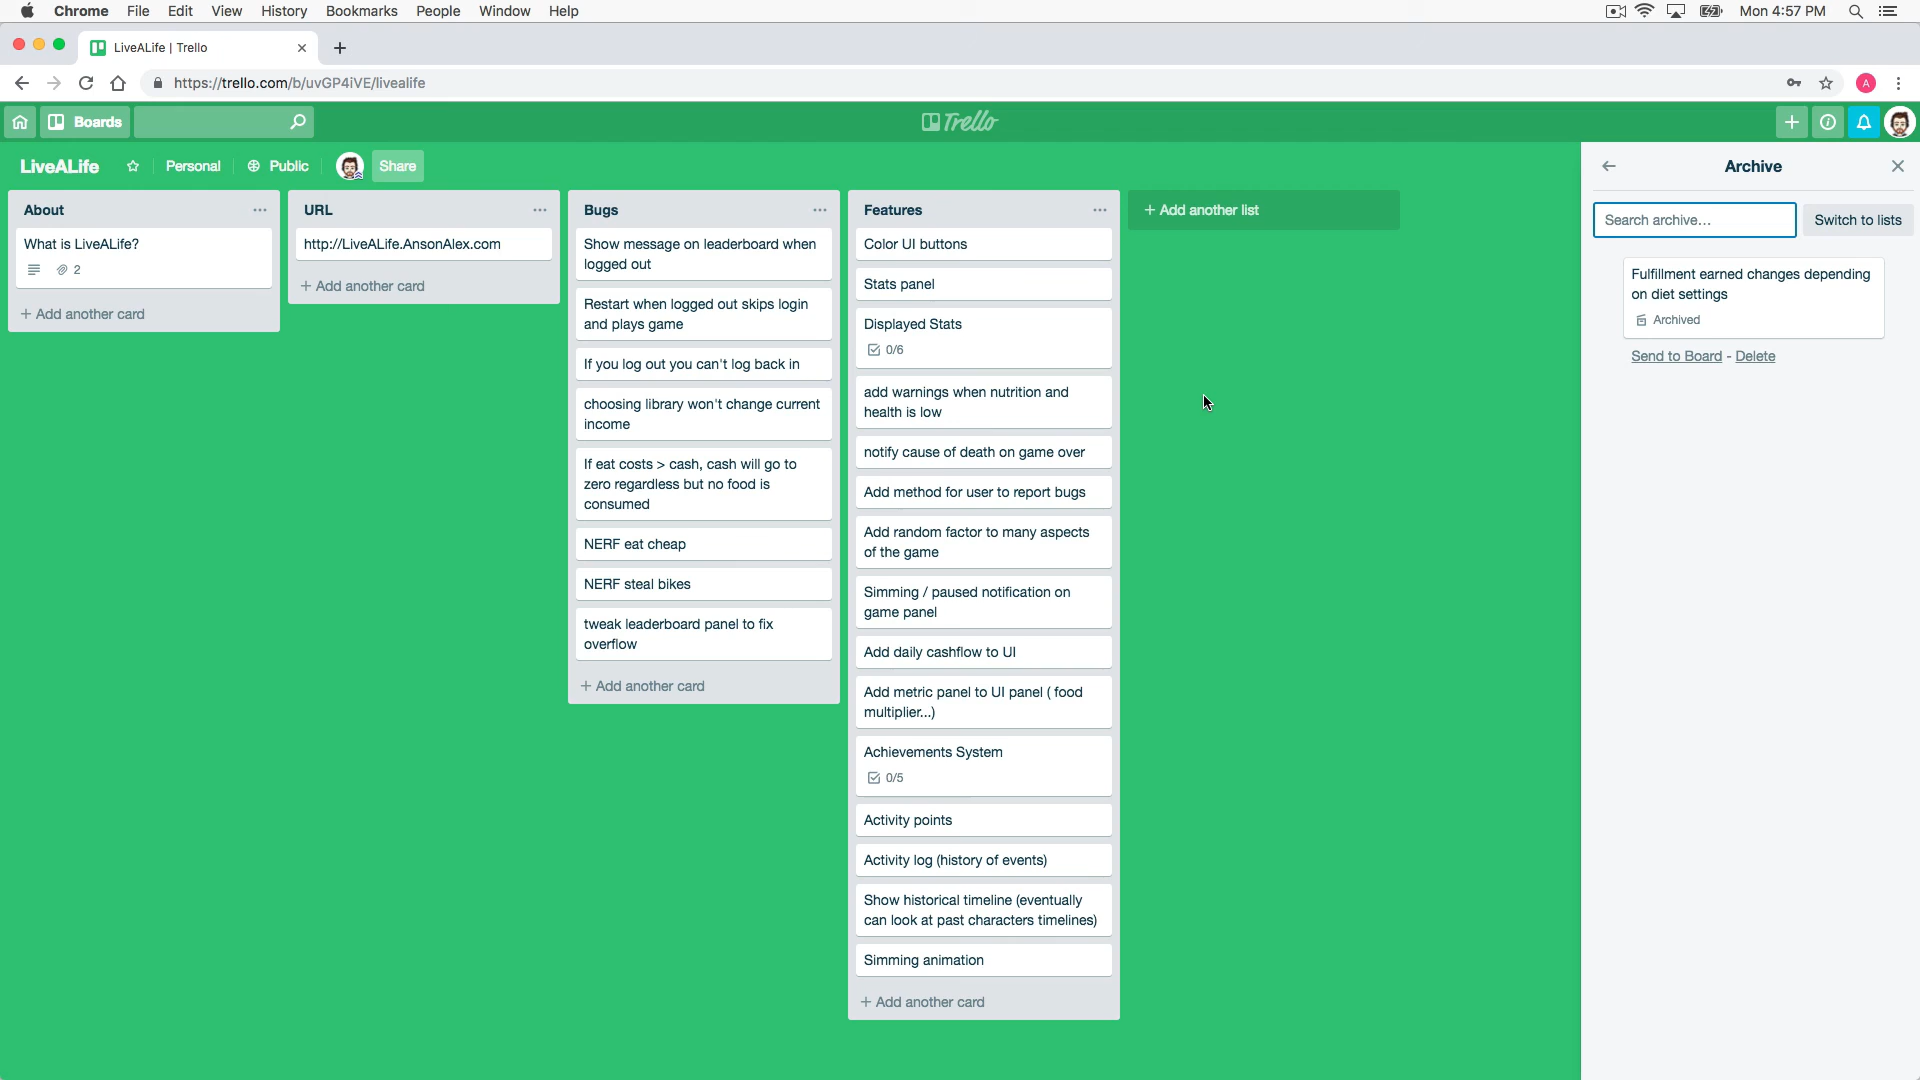 Chrome File Edit View History Bookmarks People Window Help Mon 4:57 PM
LiveALife | Trello
https://trello.com/b/uvGP4iVE/livealife
A
Boards
Trello
LiveALife Personal Public Share
About
What is LiveALife?
2
+ Add another card
URL
http://LiveALife.AnsonAlex.com
+ Add another card
Bugs
Show message on leaderboard when
logged out
Restart when logged out skips login
and plays game
If you log out you can't log back in
choosing library won't change current
income
If eat costs > cash, cash will go to
zero regardless but no food is
consumed
NERF eat cheap
NERF steal bikes
tweak leaderboard panel to fix
overflow
+ Add another card
Features
Color UI buttons
Stats panel
Displayed Stats
0/6
add warnings when nutrition and
health is low
notify cause of death on game over
Add method for user to report bugs
Add random factor to many aspects
of the game
Simming / paused notification on
game panel
Add daily cashflow to UI
Add metric panel to UI panel ( food
multiplier...)
Achievements System
0/5
Activity points
Activity log (history of events)
Show historical timeline (eventually
can look at past characters timelines)
Simming animation
+ Add another card
+ Add another list
Archive
Search archive... Switch to lists
Fulfillment earned changes depending
on diet settings
Archived
Send to Board - Delete